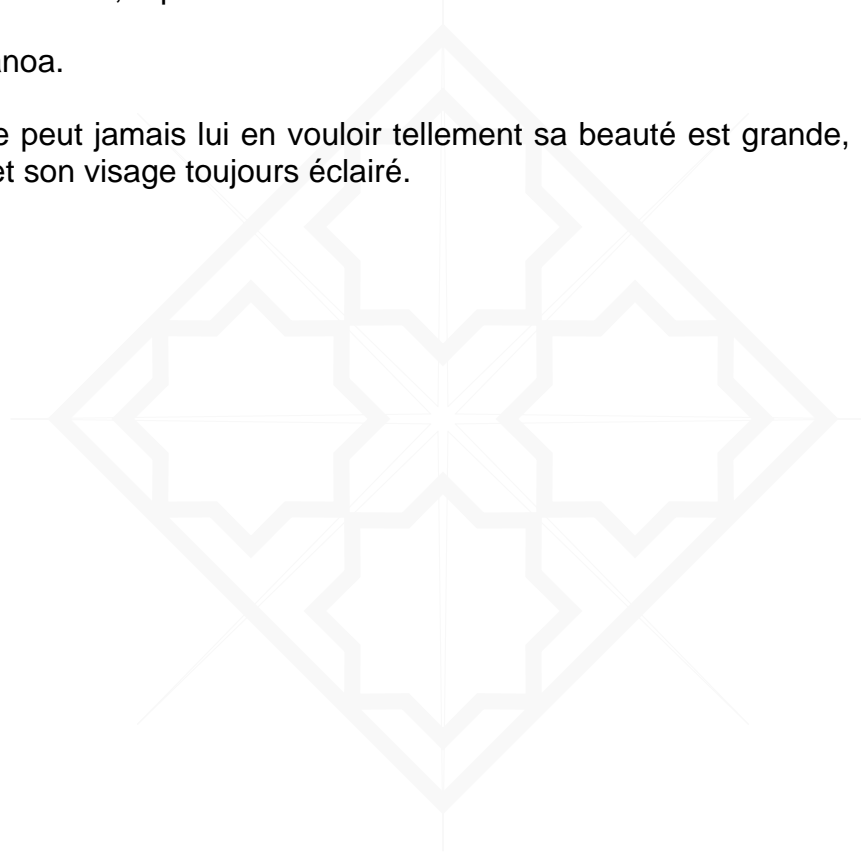 anoa.
e peut jamais lui en vouloir tellement sa beauté est grande,
et son visage toujours éclairé.